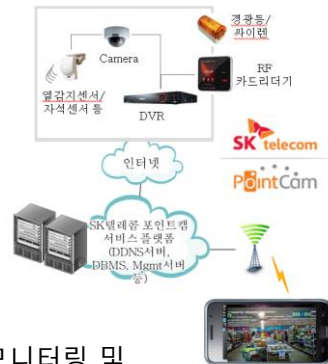 경광등/
싸이렌
Camera
RF
카드리더기
열감지센서/
자석센서 등
DVR
SK telecom
PointCam
인터넷
SK텔레콤 포인트캠
서비스 플랫폼
(DDNS서버,
DBMS, Mgmt서버
등)
모니터링 및